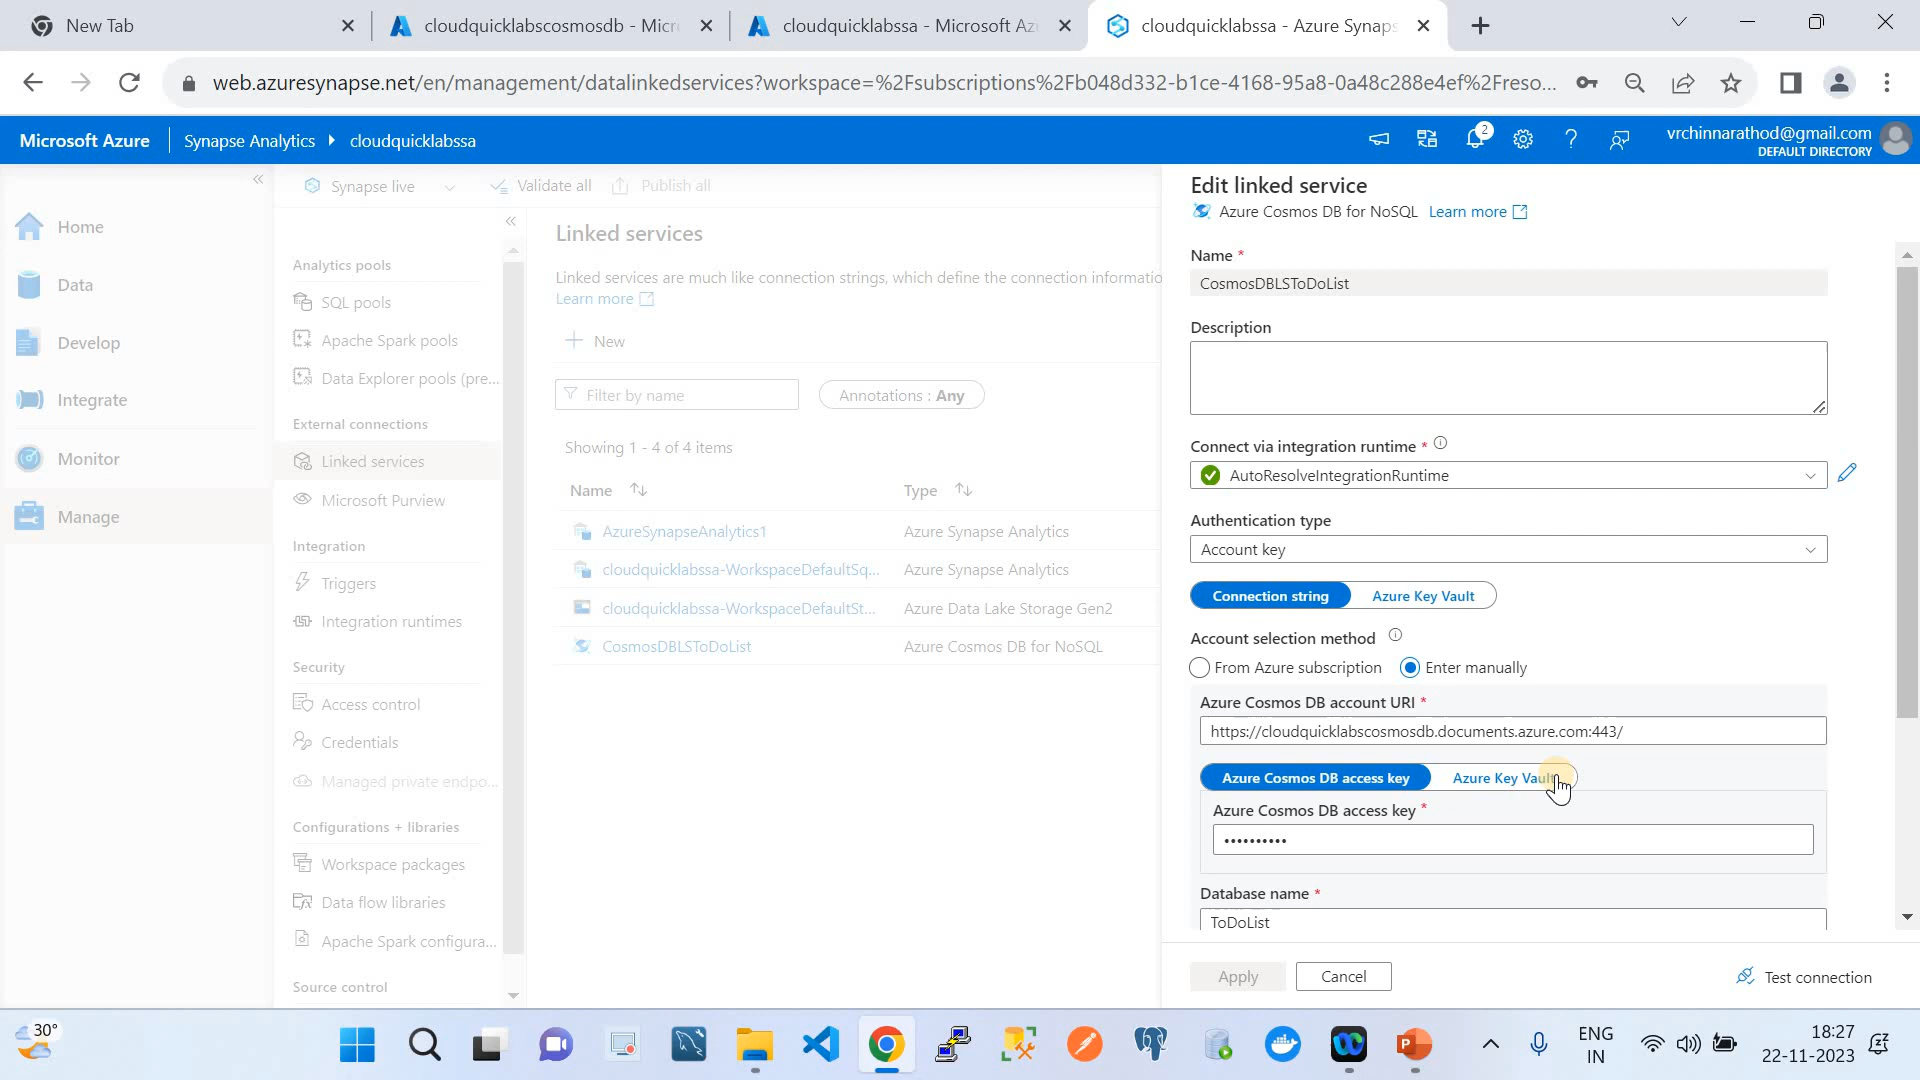 New Tab
cloudquicklabscosmosdb - Micr
cloudquicklabssa - Microsoft Az
cloudquicklabssa - Azure Synaps
web.azuresynapse.net/en/management/datalinkedservices?workspace=%2Fsubscriptions%2Fb048d332-b1ce-4168-95a8-0a48c288e4ef%2Freso...
Microsoft Azure
Synapse Analytics
cloudquicklabssa
2
vrchinnarathod@gmail.com
DEFAULT DIRECTORY
Home
Data
Develop
Integrate
Monitor
Manage
Synapse live
Validate all
Publish all
Analytics pools
SQL pools
Apache Spark pools
Data Explorer pools (pre...
External connections
Linked services
Microsoft Purview
Integration
Triggers
Integration runtimes
Security
Access control
Credentials
Managed private endpo...
Configurations + libraries
Workspace packages
Data flow libraries
Apache Spark configura...
Source control
Linked services
Linked services are much like connection strings, which define the connection informatio
Learn more
New
Filter by name
Annotations : Any
Showing 1 - 4 of 4 items
Name
Type
AzureSynapseAnalytics1
Azure Synapse Analytics
cloudquicklabssa-WorkspaceDefaultSq...
Azure Synapse Analytics
cloudquicklabssa-WorkspaceDefaultSt...
Azure Data Lake Storage Gen2
CosmosDBLSToDoList
Azure Cosmos DB for NoSQL
Edit linked service
Azure Cosmos DB for NoSQL Learn more
Name *
CosmosDBLSToDoList
Description
Connect via integration runtime *
AutoResolveIntegrationRuntime
Authentication type
Account key
Connection string
Azure Key Vault
Account selection method
From Azure subscription
Enter manually
Azure Cosmos DB account URI *
https://cloudquicklabscosmosdb.documents.azure.com:443/
Azure Cosmos DB access key
Azure Key Vault
Azure Cosmos DB access key *
••••••••••
Database name *
ToDoList
Apply
Cancel
Test connection
30°
ENG
IN
18:27
22-11-2023